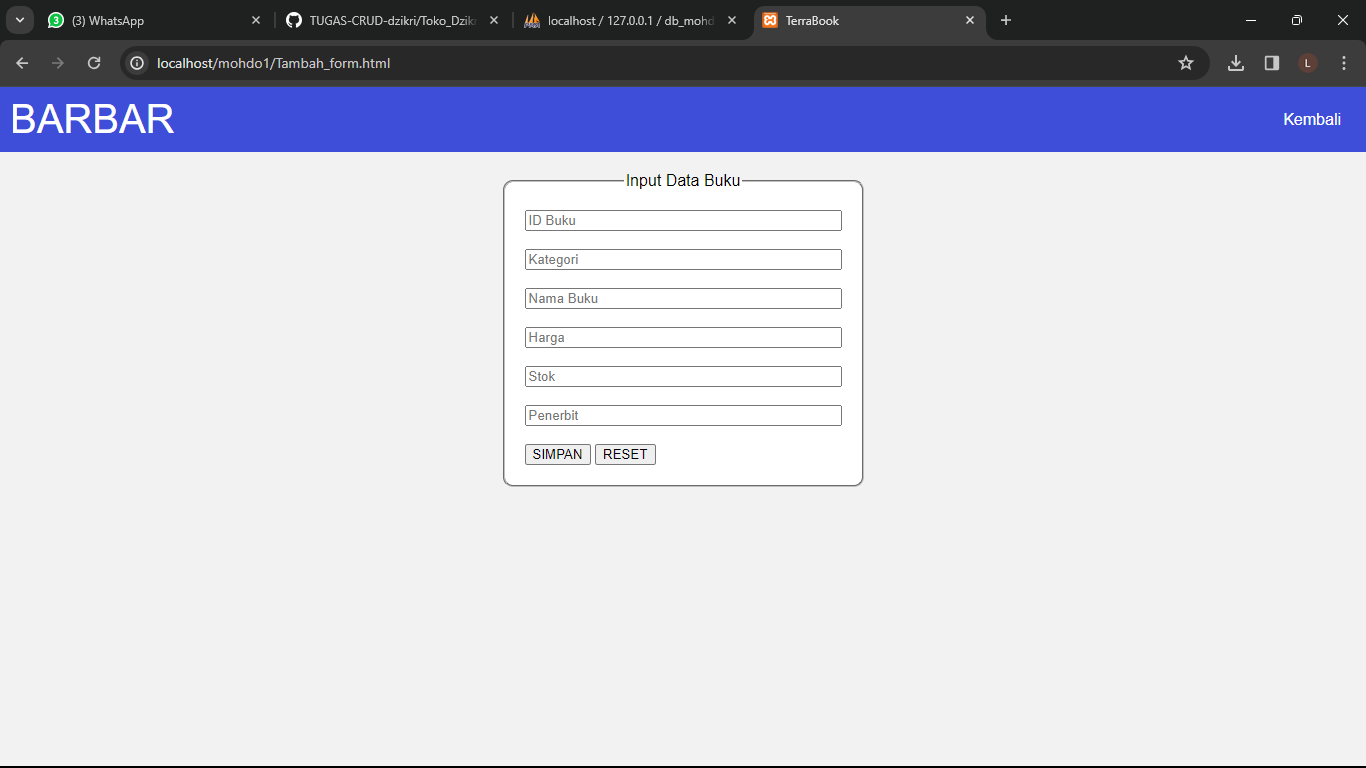 (3) WhatsApp
TUGAS-CRUD-dzikri/Toko_Dzik
localhost / 127.0.0.1 / db_mohd
TerraBook
localhost/mohdo1/Tambah_form.html
L
BARBAR
Kembali
Input Data Buku
ID Buku
Kategori
Nama Buku
Harga
Stok
Penerbit
SIMPAN RESET